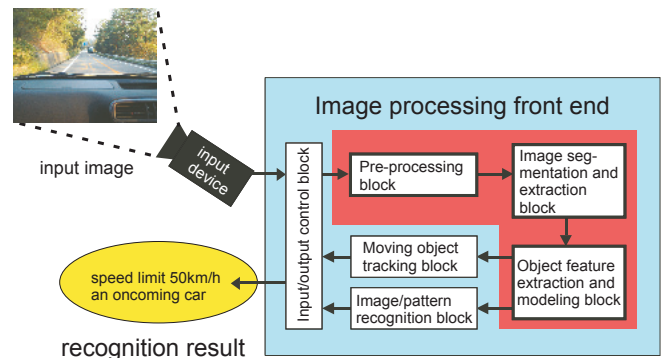 input image
input
device
Image processing front end
Input/output control block
Pre-processing
block
Image seg-
mentation and
extraction
block
Moving object
tracking block
Object feature
extraction and
modeling block
Image/pattern
recognition block
speed limit 50km/h
an oncoming car
recognition result